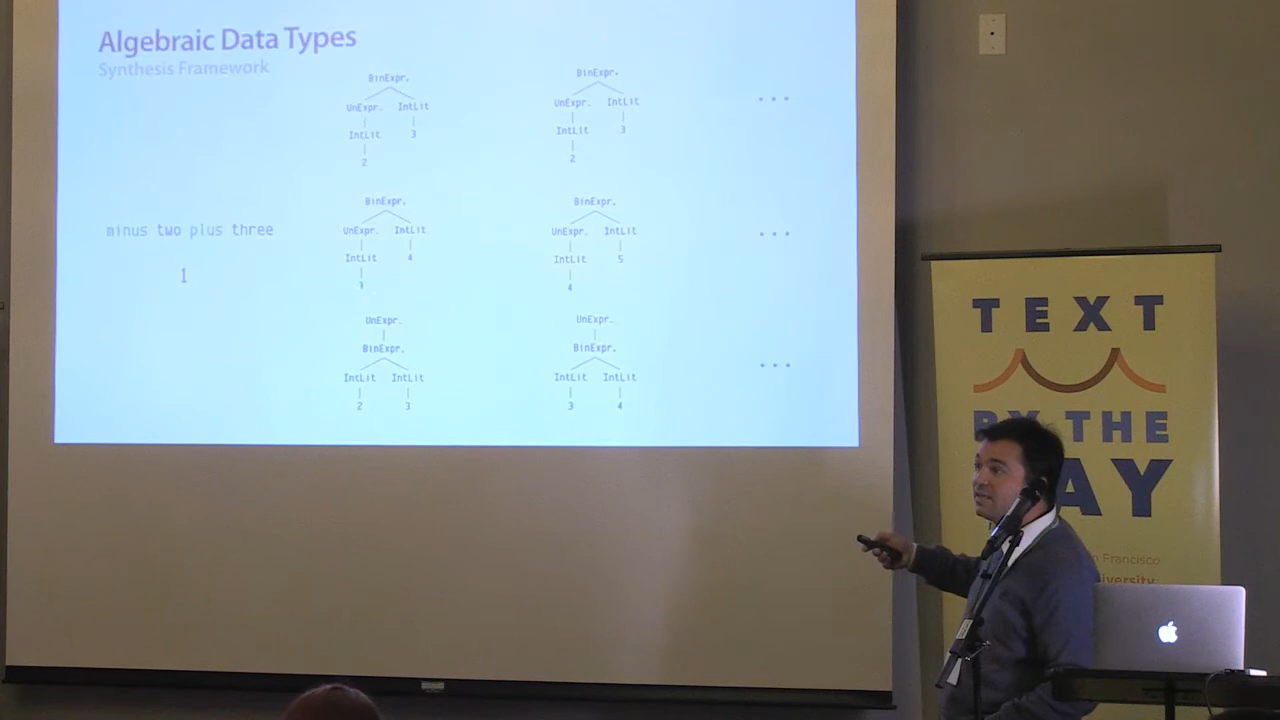 Algebraic Data Types
Synthesis Framework
BinExpr.
UnExpr. IntLit
IntLit 3
2
BinExpr.
UnExpr. IntLit
IntLit 3
2
...
minus two plus three
1
BinExpr.
UnExpr. IntLit
IntLit 4
3
BinExpr.
UnExpr. IntLit
IntLit 5
4
...
UnExpr.
BinExpr.
IntLit IntLit
2 3
UnExpr.
BinExpr.
IntLit IntLit
3 4
...
TEXT
BY THE
AY
n Francisco
iversity